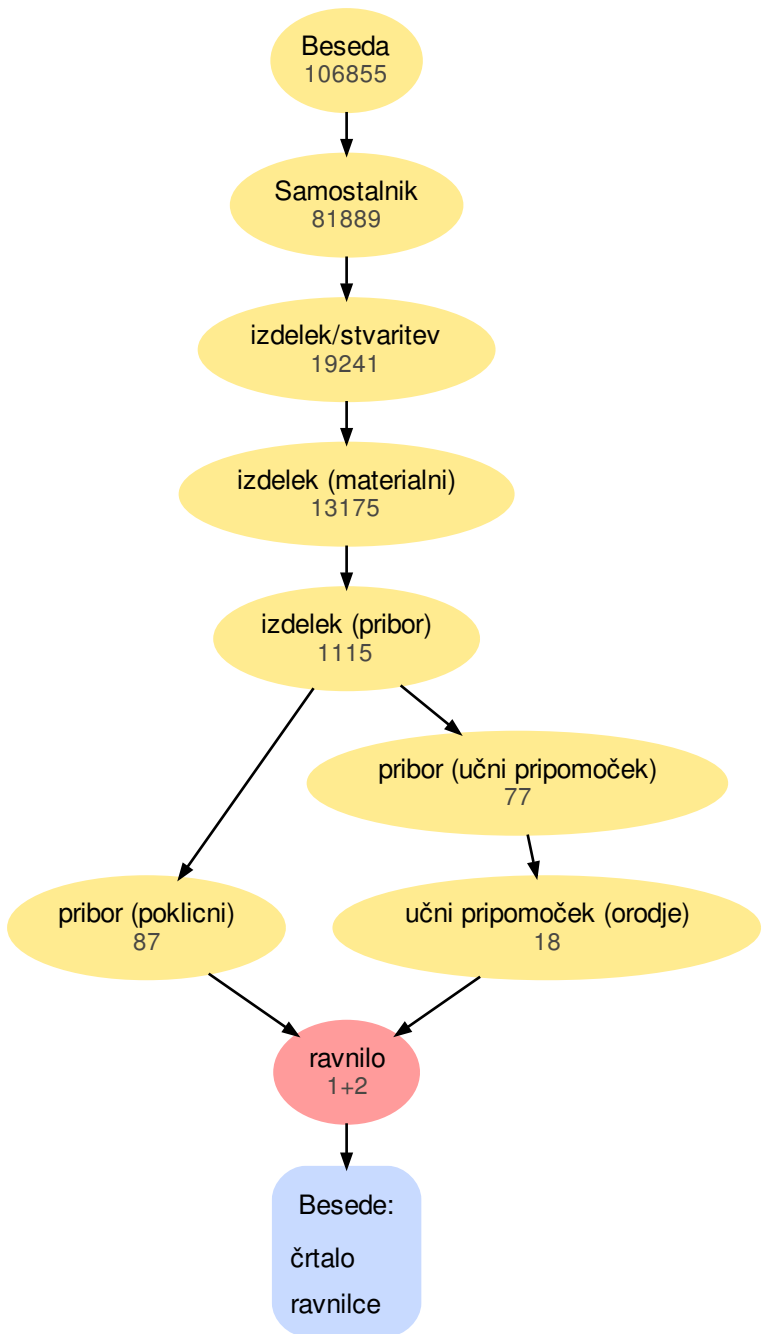 Beseda
106855
Samostalnik
81889
izdelek/stvaritev
19241
izdelek (materialni)
13175
izdelek (pribor)
1115
pribor (učni pripomoček)
77
pribor (poklicni)
87
učni pripomoček (orodje)
18
ravnilo
1+2
Besede:
črtalo
ravnilce